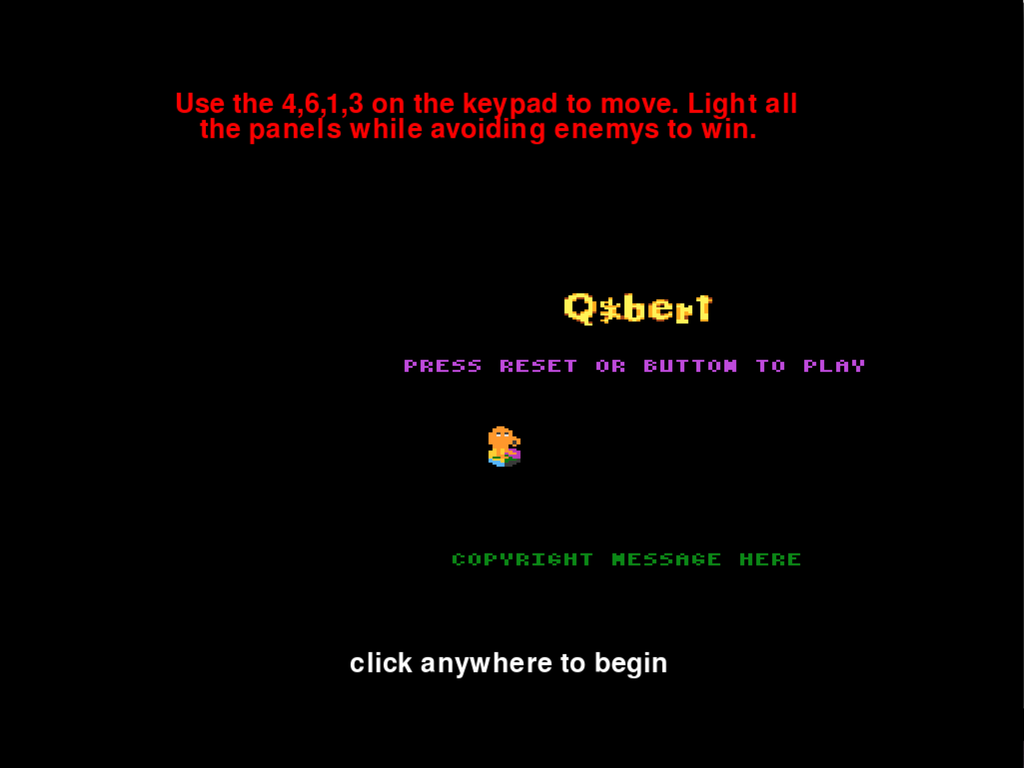 Use the 4,6,1,3 on the keypad to move. Light all
the panels while avoiding enemys to win.
Q*bert
PRESS RESET OR BUTTON TO PLAY
COPYRIGHT MESSAGE HERE
click anywhere to begin